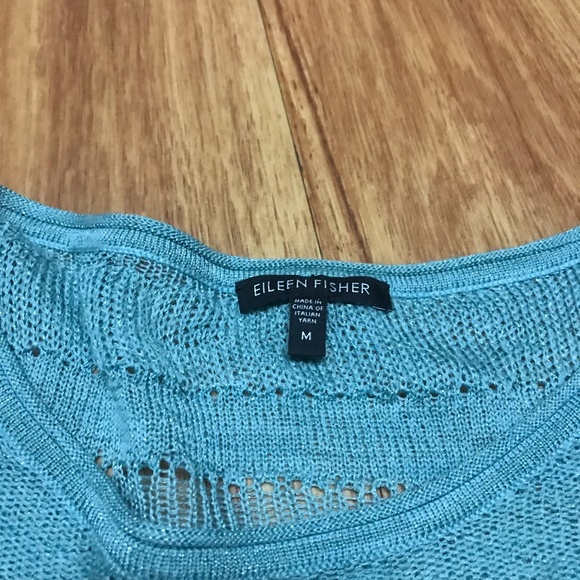 EILEEN FISHER
MADE IN
CHINA OF
ITALIAN
YARN
M